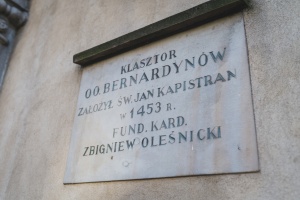 KLASZTOR
OO. BERNARDYNÓW
ZAŁOŻYŁ ŚW. JAN KAPISTRAN
W 1453 R.
FUND. KARD.
ZBIGNIEW OLEŚNICKI